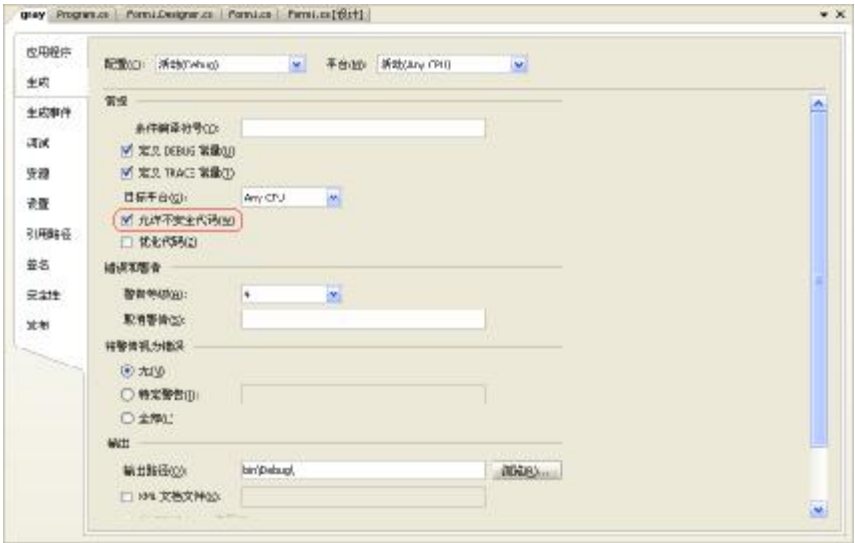 gray Program.cs Form1.Designer.cs Form1.cs Form1.cs[设计]
应用程序
生成
生成事件
调试
资源
设置
引用路径
签名
安全性
发布
配置(C): 活动(Debug) 平台(M): 活动(Any CPU)
常规
条件编译符号(Y):
定义 DEBUG 常量(U)
定义 TRACE 常量(T)
目标平台(G): Any CPU
允许不安全代码(W)
优化代码(Z)
错误和警告
警告等级(A): 4
取消警告(S):
将警告视为错误
无(V)
特定警告(I):
全部(L)
输出
输出路径(O): bin\Debug\ 浏览(R)...
XML 文档文件(X):